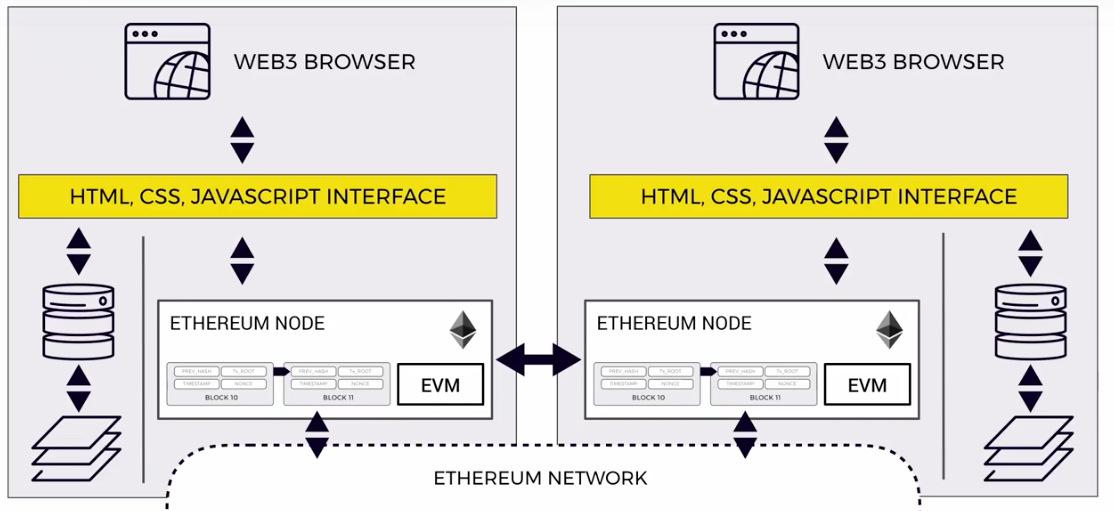 WEB3 BROWSER
HTML, CSS, JAVASCRIPT INTERFACE
ETHEREUM NODE
PREV_HASH Tx_ROOT
TIMESTAMP NONCE
BLOCK 10
PREV_HASH Tx_ROOT
TIMESTAMP NONCE
BLOCK 11
EVM
WEB3 BROWSER
HTML, CSS, JAVASCRIPT INTERFACE
ETHEREUM NODE
PREV_HASH Tx_ROOT
TIMESTAMP NONCE
BLOCK 10
PREV_HASH Tx_ROOT
TIMESTAMP NONCE
BLOCK 11
EVM
ETHEREUM NETWORK